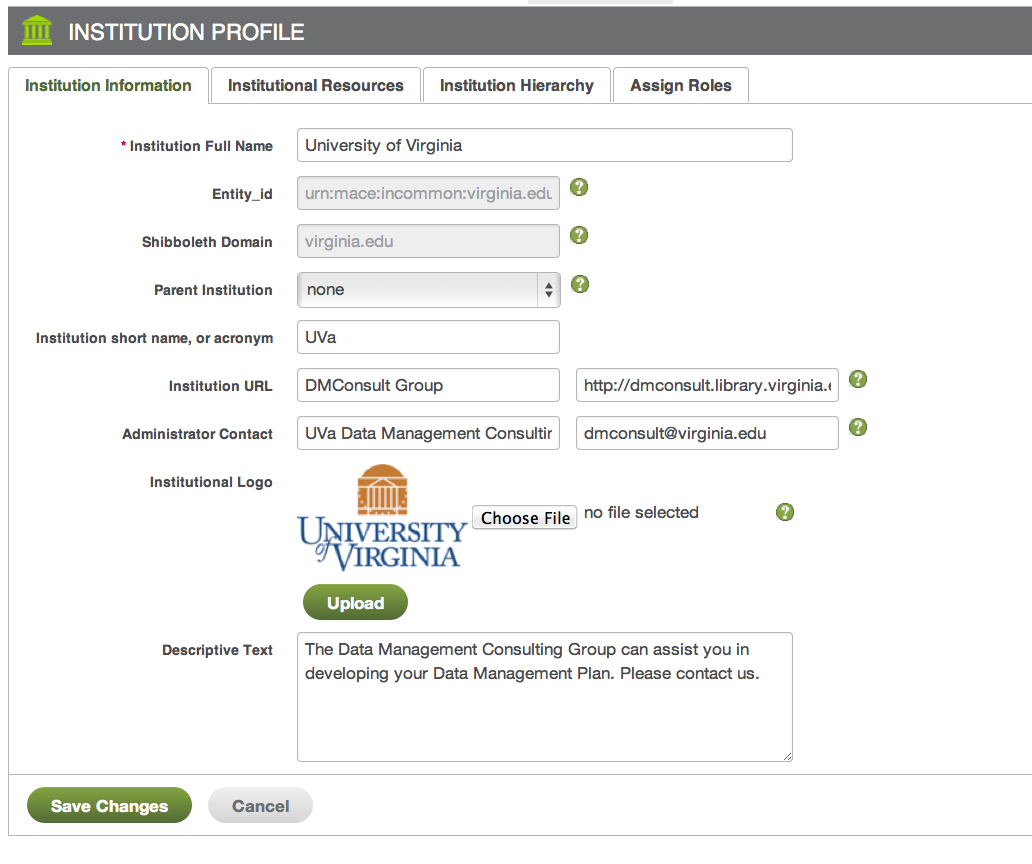 INSTITUTION PROFILE
Institution Information Institutional Resources Institution Hierarchy Assign Roles
* Institution Full Name University of Virginia
Entity_id urn:mace:incommon:virginia.edu ?
Shibboleth Domain virginia.edu ?
Parent Institution none ?
Institution short name, or acronym UVa
Institution URL DMConsult Group http://dmconsult.library.virginia.e ?
Administrator Contact UVa Data Management Consultin dmconsult@virginia.edu ?
Institutional Logo
UNIVERSITY
of VIRGINIA
Choose File no file selected ?
Upload
Descriptive Text The Data Management Consulting Group can assist you in
developing your Data Management Plan. Please contact us.
Save Changes Cancel